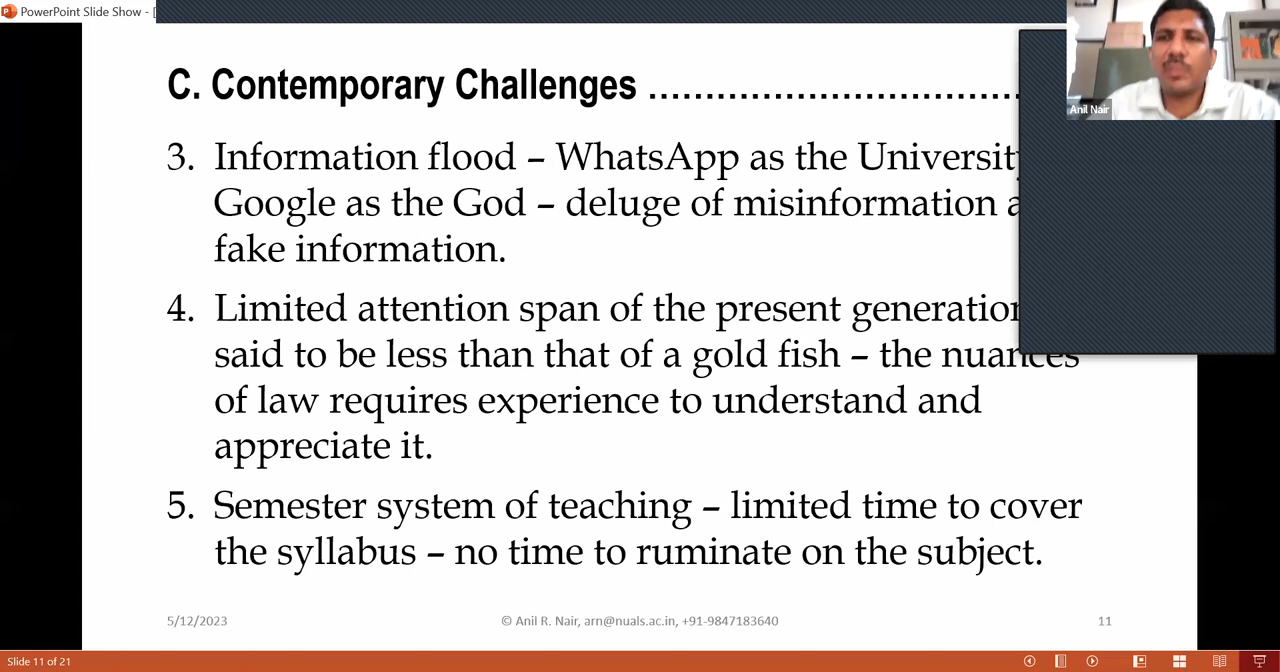 PowerPoint Slide Show - [
Anil Nair
C. Contemporary Challenges ................................
3. Information flood – WhatsApp as the University
Google as the God – deluge of misinformation
fake information.
4. Limited attention span of the present generation
said to be less than that of a gold fish – the nuances
of law requires experience to understand and
appreciate it.
5. Semester system of teaching – limited time to cover
the syllabus – no time to ruminate on the subject.
5/12/2023 © Anil R. Nair, arn@nuals.ac.in, +91-9847183640 11
Slide 11 of 21